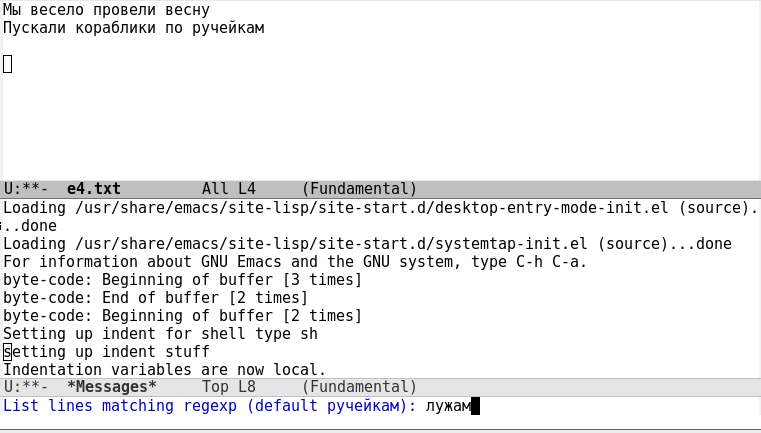 Мы весело провели весну
Пускали кораблики по ручейкам
U:**-  e4.txt         All L4     (Fundamental)
Loading /usr/share/emacs/site-lisp/site-start.d/desktop-entry-mode-init.el (source).
..done
Loading /usr/share/emacs/site-lisp/site-start.d/systemtap-init.el (source)...done
For information about GNU Emacs and the GNU system, type C-h C-a.
byte-code: Beginning of buffer [3 times]
byte-code: End of buffer [2 times]
byte-code: Beginning of buffer [2 times]
Setting up indent for shell type sh
setting up indent stuff
Indentation variables are now local.
U:**-  *Messages*     Top L8     (Fundamental)
List lines matching regexp (default ручейкам): лужам